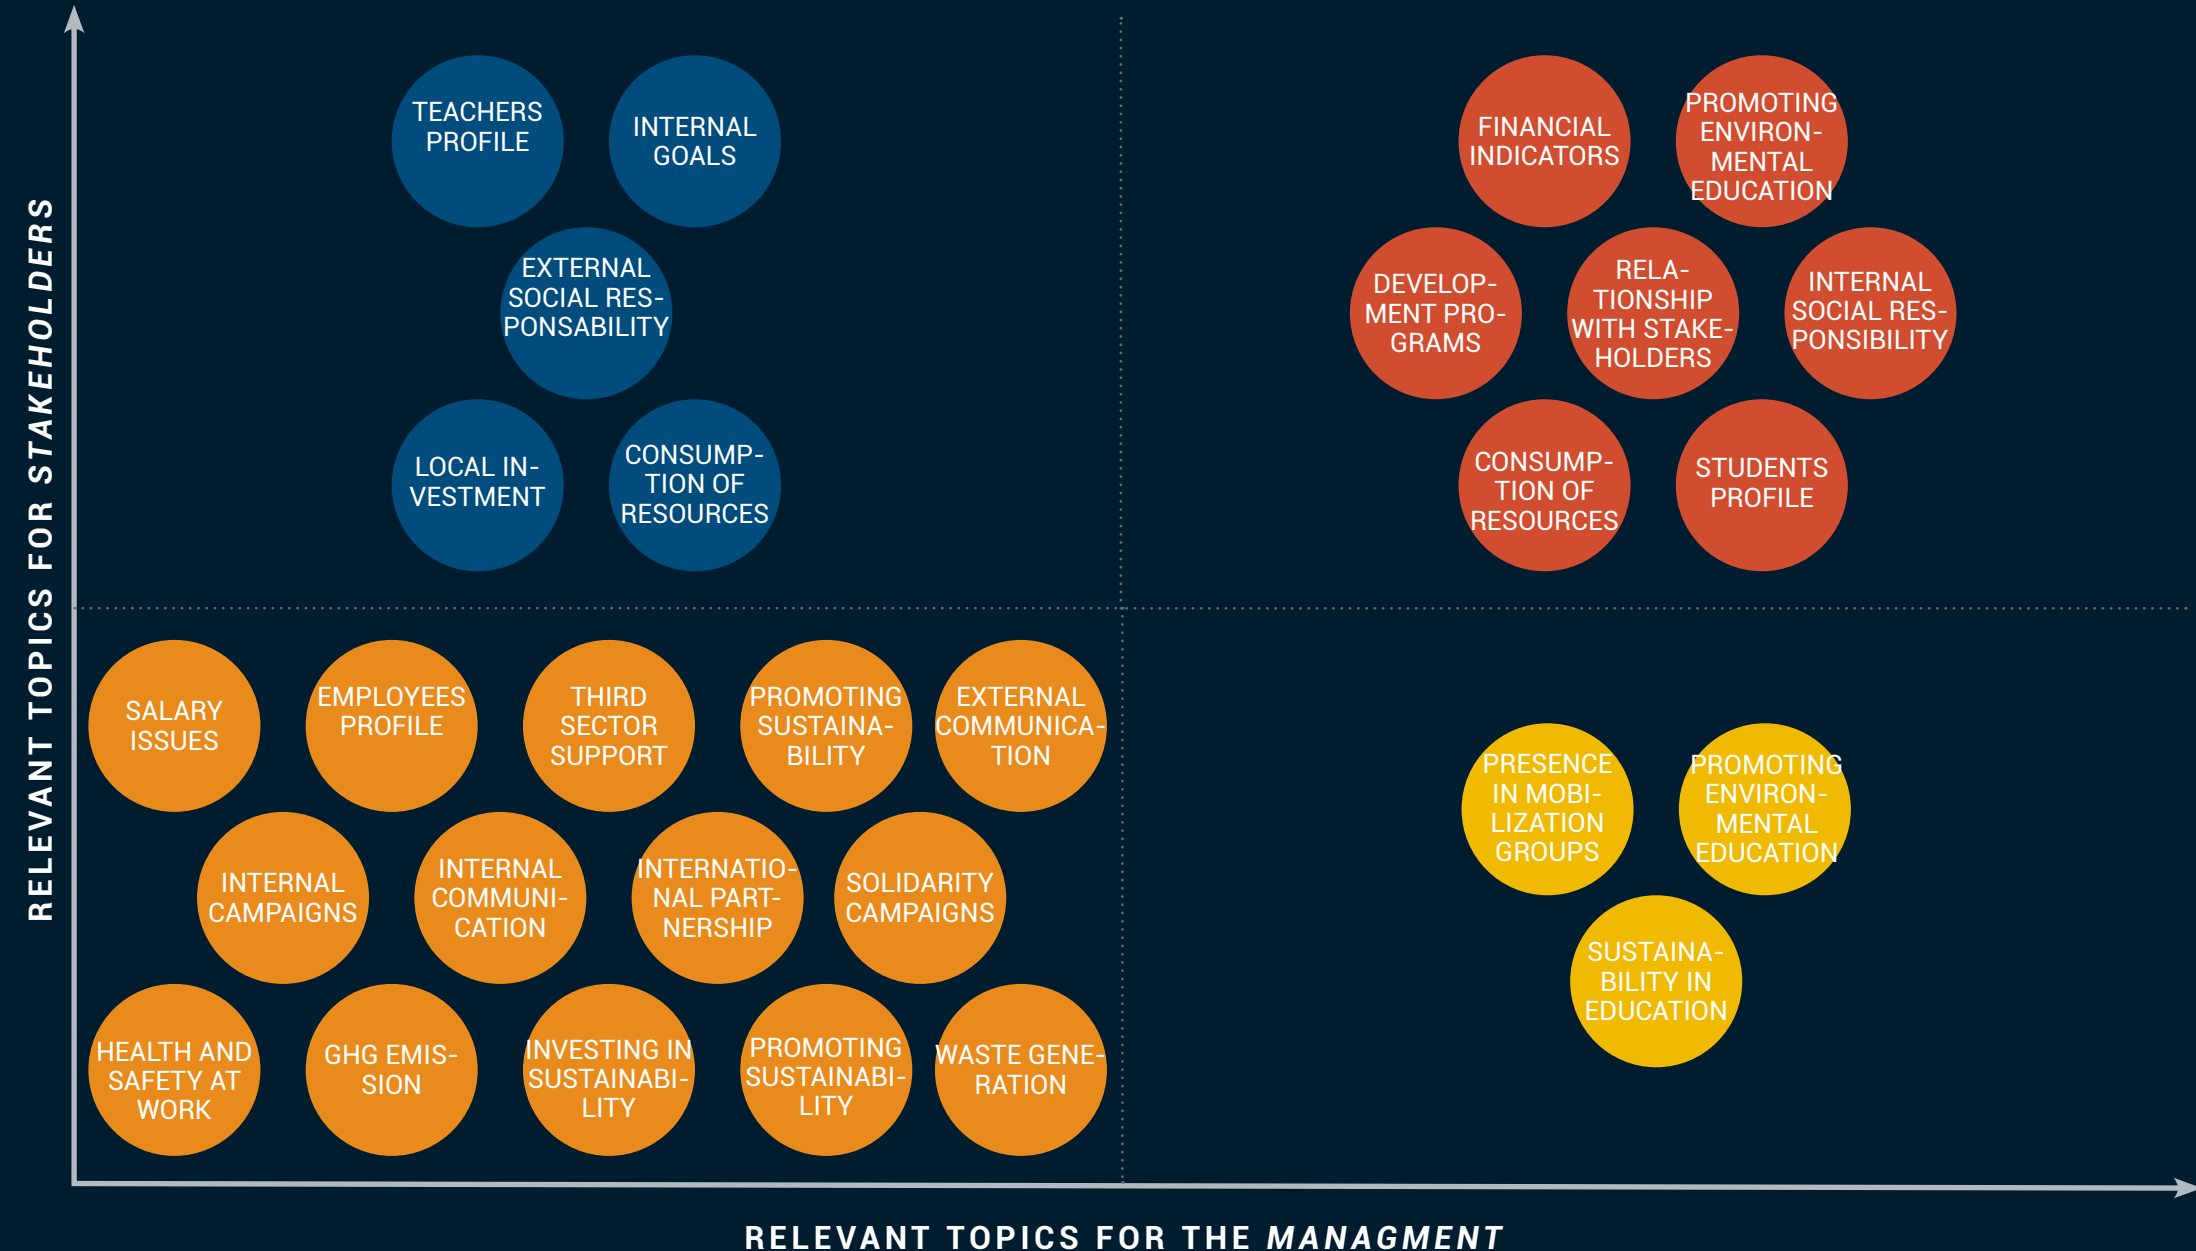 RELEVANT TOPICS FOR STAKEHOLDERS
TEACHERS
PROFILE
INTERNAL
GOALS
EXTERNAL
SOCIAL RES-
PONSABILITY
LOCAL IN-
VESTMENT
CONSUMP-
TION OF
RESOURCES
FINANCIAL
INDICATORS
PROMOTING
ENVIRON-
MENTAL
EDUCATION
DEVELOP-
MENT PRO-
GRAMS
RELA-
TIONSHIP
WITH STAKE-
HOLDERS
INTERNAL
SOCIAL RES-
PONSIBILITY
CONSUMP-
TION OF
RESOURCES
STUDENTS
PROFILE
SALARY
ISSUES
EMPLOYEES
PROFILE
THIRD
SECTOR
SUPPORT
PROMOTING
SUSTAINA-
BILITY
EXTERNAL
COMMUNICA-
TION
INTERNAL
CAMPAIGNS
INTERNAL
COMMUNI-
CATION
INTERNATIO-
NAL PART-
NERSHIP
SOLIDARITY
CAMPAIGNS
HEALTH AND
SAFETY AT
WORK
GHG EMIS-
SION
INVESTING IN
SUSTAINABI-
LITY
PROMOTING
SUSTAINABI-
LITY
WASTE GENE-
RATION
PRESENCE
IN MOBI-
LIZATION
GROUPS
PROMOTING
ENVIRON-
MENTAL
EDUCATION
SUSTAINA-
BILITY IN
EDUCATION
RELEVANT TOPICS FOR THE MANAGMENT